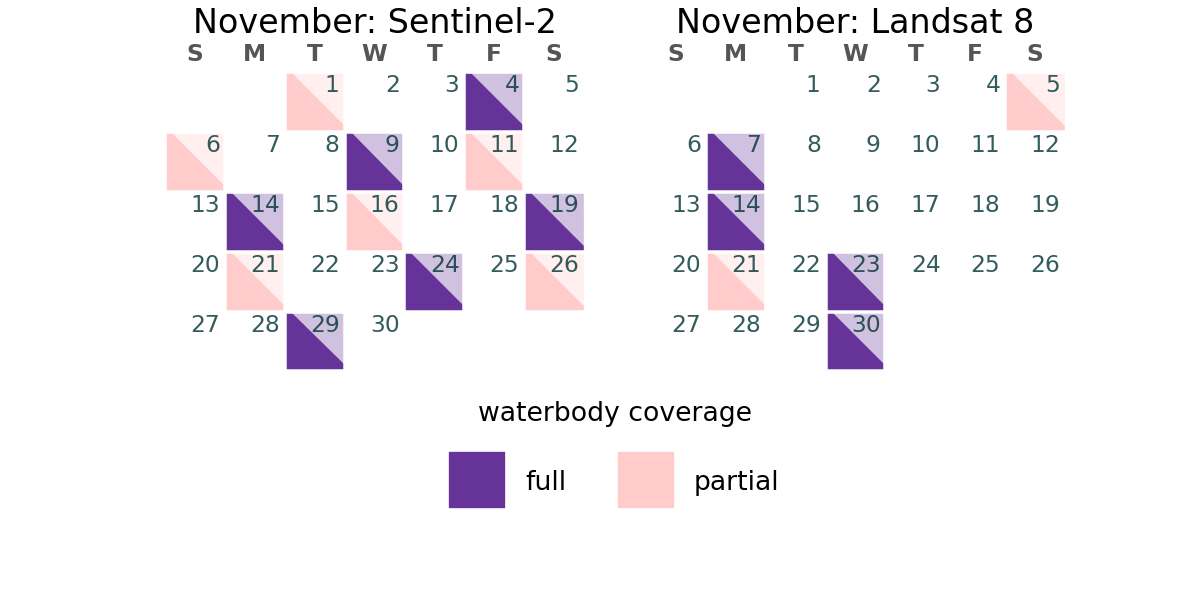 November: Sentinel-2
S M T W T F S
1 2 3 4 5
6 7 8 9 10 11 12
13 14 15 16 17 18 19
20 21 22 23 24 25 26
27 28 29 30
November: Landsat 8
S M T W T F S
1 2 3 4 5
6 7 8 9 10 11 12
13 14 15 16 17 18 19
20 21 22 23 24 25 26
27 28 29 30
waterbody coverage
full
partial